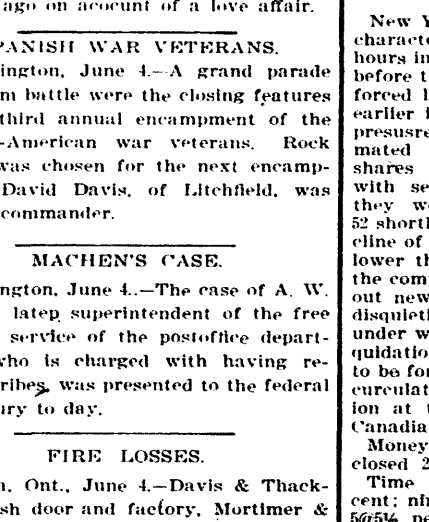 ago on acocunt of a love affair.
PANISH WAR VETERANS.
ington, June 4.—A grand parade
m battle were the closing features
third annual encampment of the
-American war veterans. Rock
was chosen for the next encamp-
David Davis, of Litchfield, was
commander.
MACHEN'S CASE.
ngton, June 4..—The case of A. W.
latep superintendent of the free
service of the postoffice depart-
who is charged with having re-
ribes, was presented to the federal
ury to day.
FIRE LOSSES.
n, Ont., June 4.—Davis & Thack-
sh door and factory, Mortimer &
New Y
characte
hours in
before t
forced l
earlier i
presusre
mated
shares
with se
they we
52 shortl
cline of
lower th
the com
out new
disquieti
under w
quidatio
to be for
curculat
ion at t
Canadia
Money
closed 2
Time
cent; nin
5@5½ pe